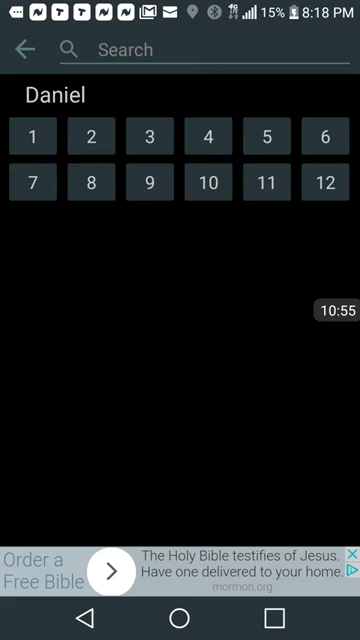 15% 8:18 PM
Search
Daniel
1 2 3 4 5 6
7 8 9 10 11 12
10:55
Order a
Free Bible
The Holy Bible testifies of Jesus.
Have one delivered to your home.
mormon.org